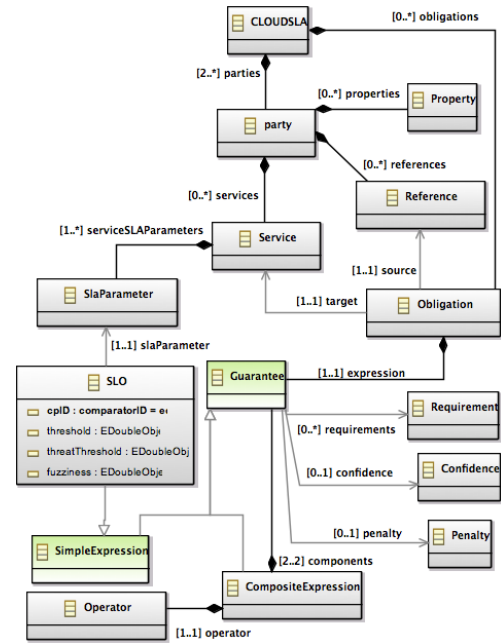 CLOUDSLA
[0..*] obligations
[2..*] parties
[0..*] properties
Property
party
[0..*] references
[0..*] services
Reference
[1..*] serviceSLAParameters
Service
[1..1] source
SlaParameter
[1..1] target
Obligation
[1..1] slaParameter
SLO
Guarantee
[1..1] expression
cpID : comparatorID = e
threshold : EDoubleObje
threatThreshold : EDoubleObj
fuzziness : EDoubleObje
[0..*] requirements
Requirement
[0..1] confidence
Confidence
[0..1] penalty
Penalty
SimpleExpression
[2..2] components
CompositeExpression
Operator
[1..1] operator